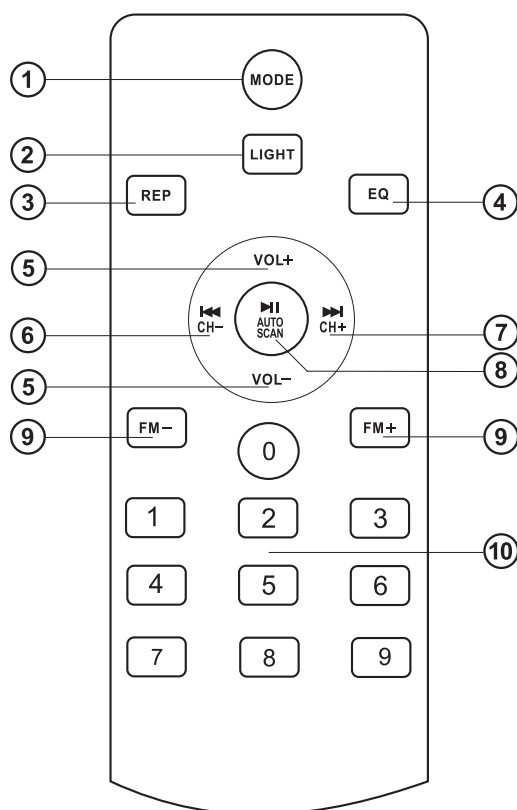 1 MODE
2 LIGHT
3 REP EQ 4
5 VOL+
6 CH− AUTO SCAN CH+ 7
8
5 VOL−
9 FM− FM+ 9
0
1 2 3
10
4 5 6
7 8 9